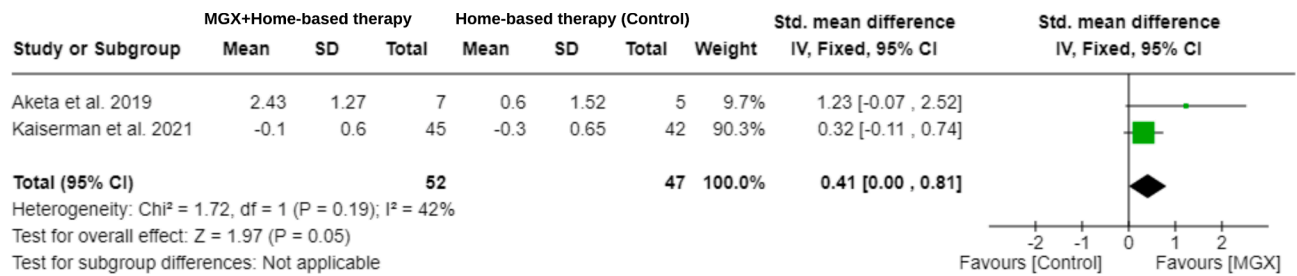 MGX+Home-based therapy Home-based therapy (Control) Std. mean difference Std. mean difference
Study or Subgroup Mean SD Total Mean SD Total Weight IV, Fixed, 95% CI IV, Fixed, 95% CI
Aketa et al. 2019 2.43 1.27 7 0.6 1.52 5 9.7% 1.23 [-0.07 , 2.52]
Kaiserman et al. 2021 -0.1 0.6 45 -0.3 0.65 42 90.3% 0.32 [-0.11 , 0.74]
Total (95% CI) 52 47 100.0% 0.41 [0.00 , 0.81]
Heterogeneity: Chi² = 1.72, df = 1 (P = 0.19); I² = 42%
Test for overall effect: Z = 1.97 (P = 0.05)
Test for subgroup differences: Not applicable
-2 -1 0 1 2
Favours [Control] Favours [MGX]